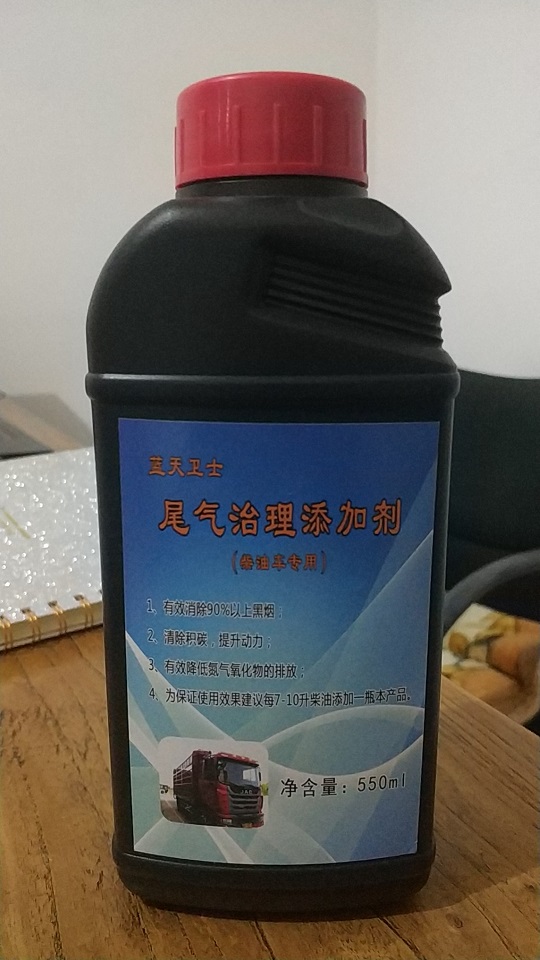 蓝天卫士
尾气治理添加剂
（柴油车专用）
1、有效消除90%以上黑烟；
2、清除积碳，提升动力；
3、有效降低氮气氧化物的排放；
4、为保证使用效果建议每7-10升柴油添加一瓶本产品。
净含量：550ml